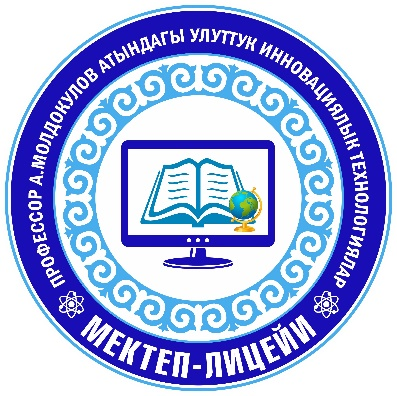 ПРОФЕССОР А.МОЛДОКУЛОВ АТЫНДАГЫ УЛУТТУК ИННОВАЦИЯЛЫК ТЕХНОЛОГИЯЛАР
МЕКТЕП-ЛИЦЕЙИ